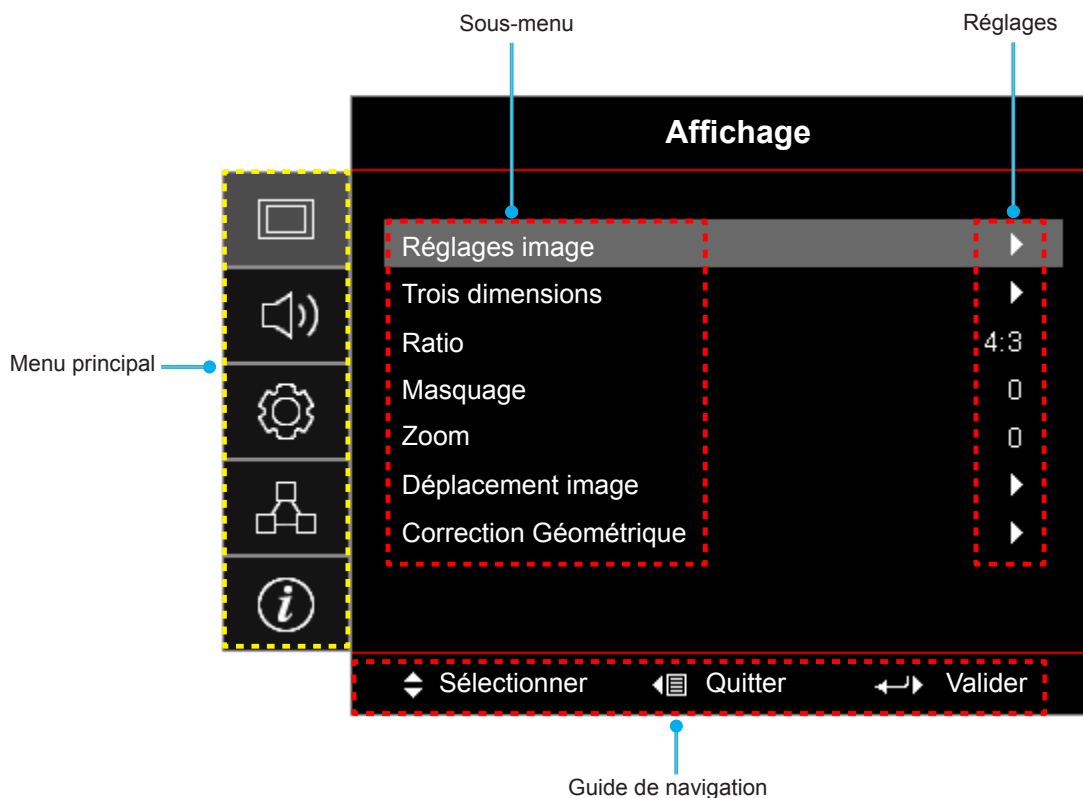 Sous-menu
Réglages
Affichage
Menu principal
Réglages image
Trois dimensions
Ratio 4:3
Masquage 0
Zoom 0
Déplacement image
Correction Géométrique
i
Sélectionner Quitter Valider
Guide de navigation